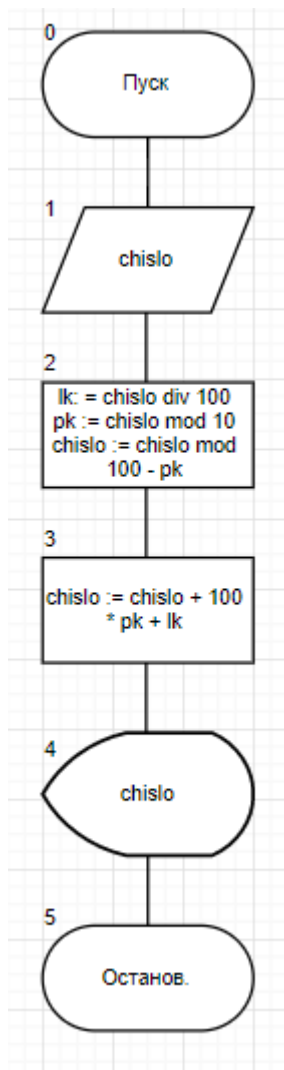 0
Пуск
1
chislo
2
lk: = chislo div 100
pk := chislo mod 10
chislo := chislo mod
100 - pk
3
chislo := chislo + 100
* pk + lk
4
chislo
5
Останов.